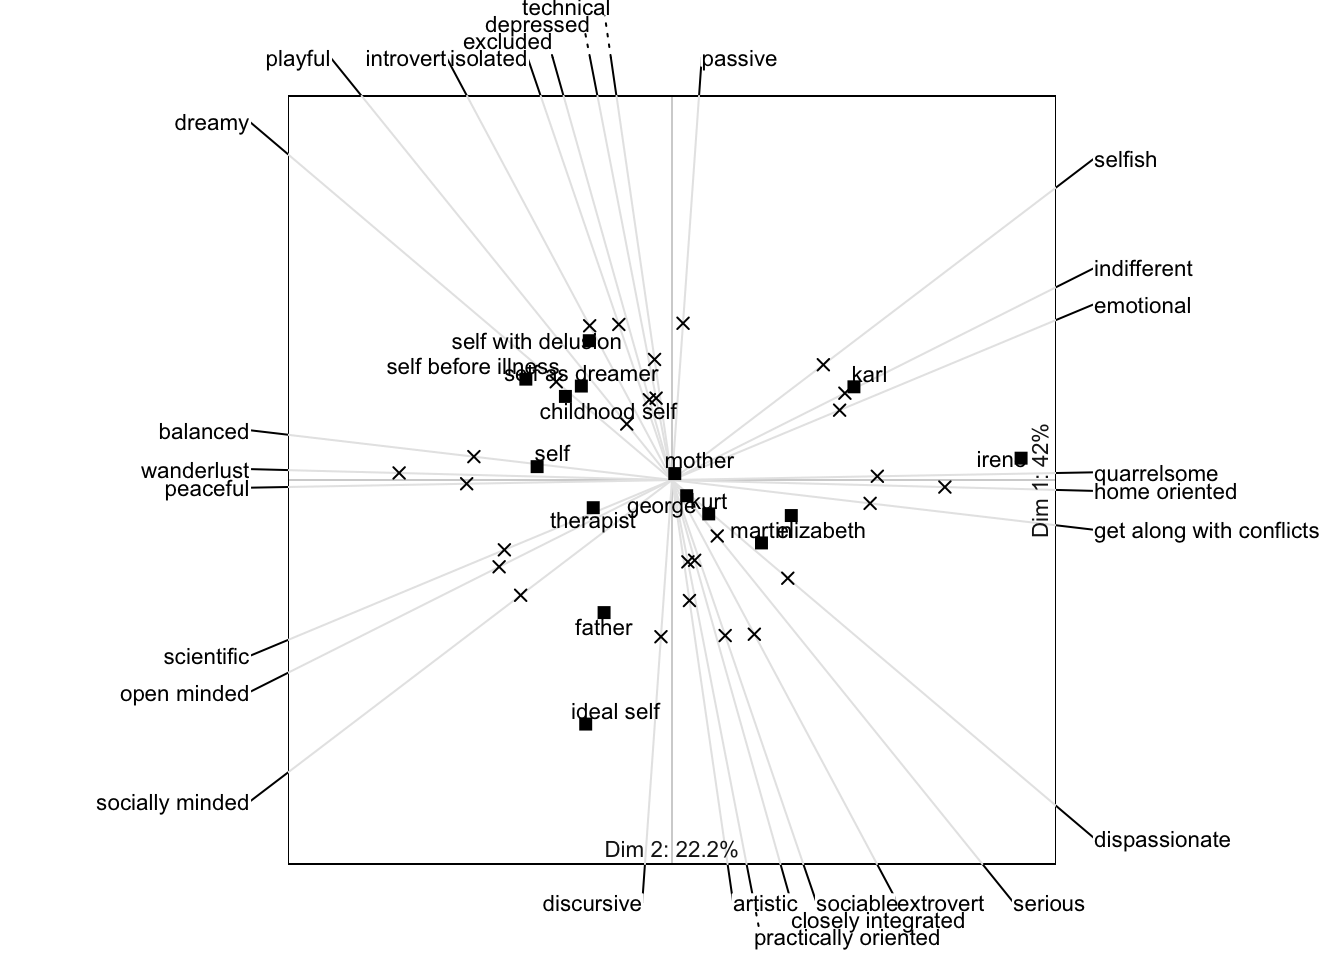 technical
depressed
excluded
playful
introvert
isolated
passive
dreamy
selfish
indifferent
emotional
self with delusion
self before illness
self as dreamer
karl
childhood self
balanced
self
mother
irene
wanderlust
peaceful
quarrelsome
home oriented
Dim 1: 42%
george
kurt
therapist
martin
elizabeth
get along with conflicts
father
scientific
open minded
ideal self
socially minded
dispassionate
Dim 2: 22.2%
discursive
artistic
sociable
extrovert
serious
closely integrated
practically oriented